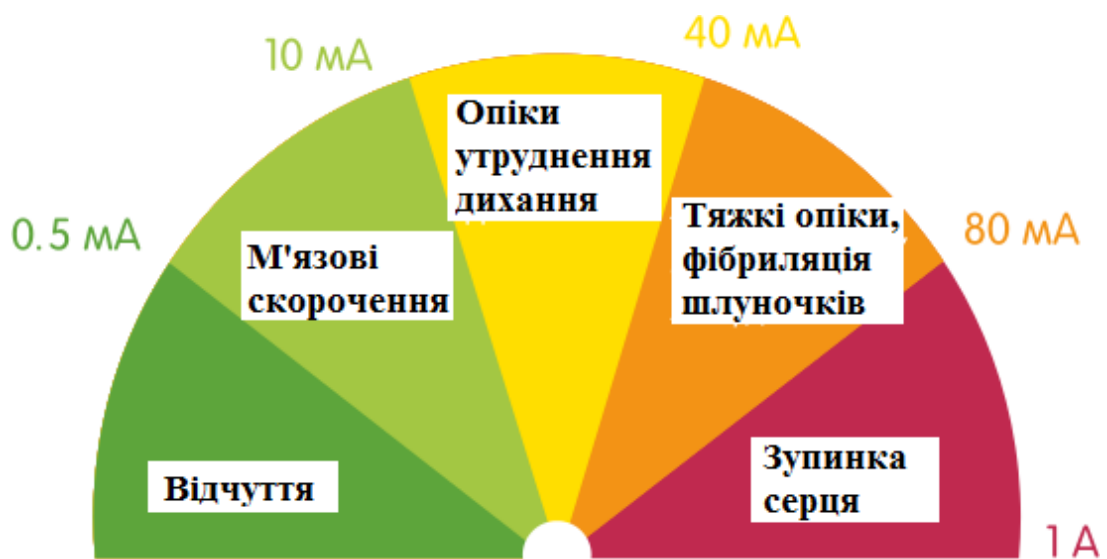 0.5 мА
10 мА
40 мА
80 мА
1 А
Відчуття
М'язові
скорочення
Опіки
утруднення
дихання
Тяжкі опіки,
фібриляція
шлуночків
Зупинка
серця